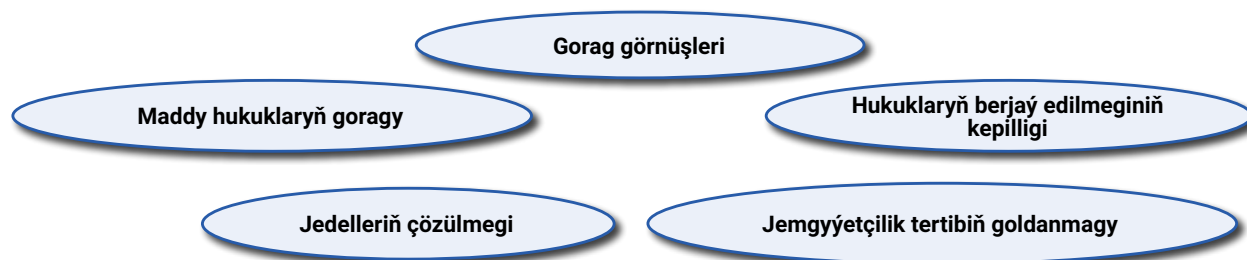 Gorag görnüşleri
Maddy hukuklaryň goragy
Hukuklaryň berjaý edilmeginiň
kepilligi
Jedelleriň çözülmegi
Jemgyýetçilik tertibiň goldanmagy